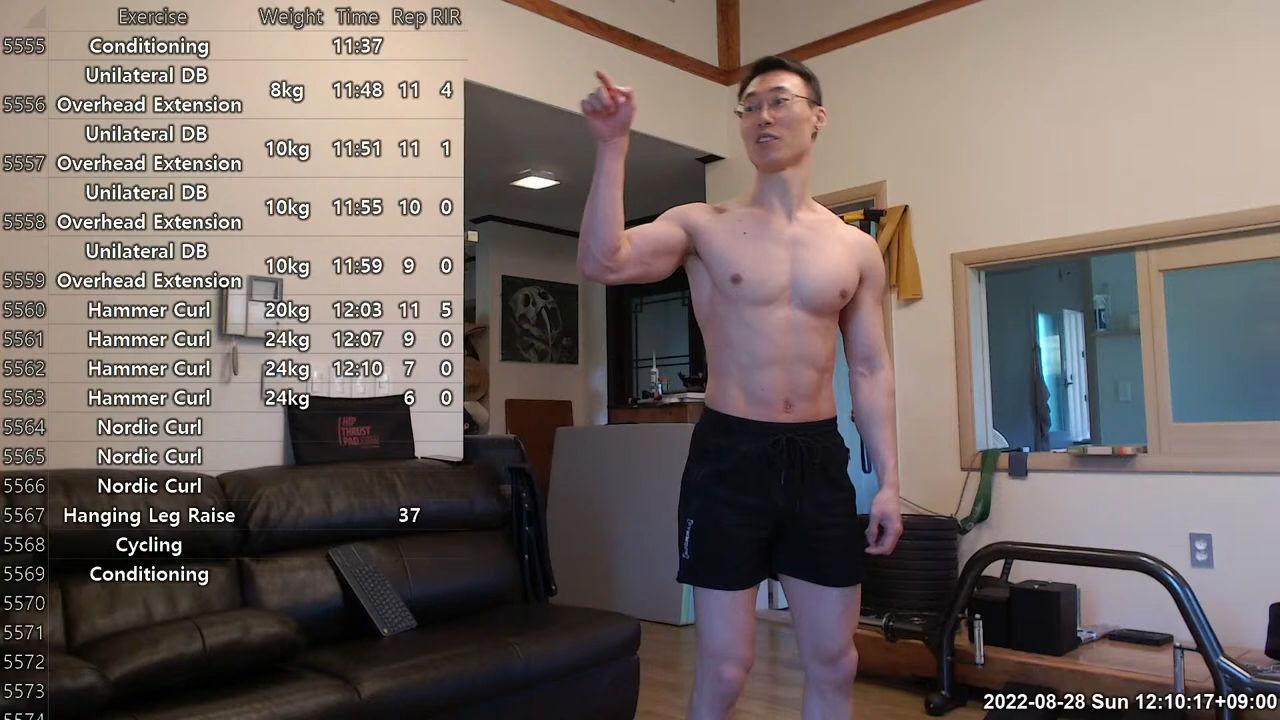 Exercise Weight Time Rep RIR
5555 Conditioning 11:37
Unilateral DB
5556 Overhead Extension 8kg 11:48 11 4
Unilateral DB
5557 Overhead Extension 10kg 11:51 11 1
Unilateral DB
5558 Overhead Extension 10kg 11:55 10 0
Unilateral DB
5559 Overhead Extension 10kg 11:59 9 0
5560 Hammer Curl 20kg 12:03 11 5
5561 Hammer Curl 24kg 12:07 9 0
5562 Hammer Curl 24kg 12:10 7 0
5563 Hammer Curl 24kg 6 0
5564 Nordic Curl
5565 Nordic Curl
5566 Nordic Curl
5567 Hanging Leg Raise 37
5568 Cycling
5569 Conditioning
5570
5571
5572
5573
5574
HIP
THRUST
PAD.COM
2022-08-28 Sun 12:10:17+09:00